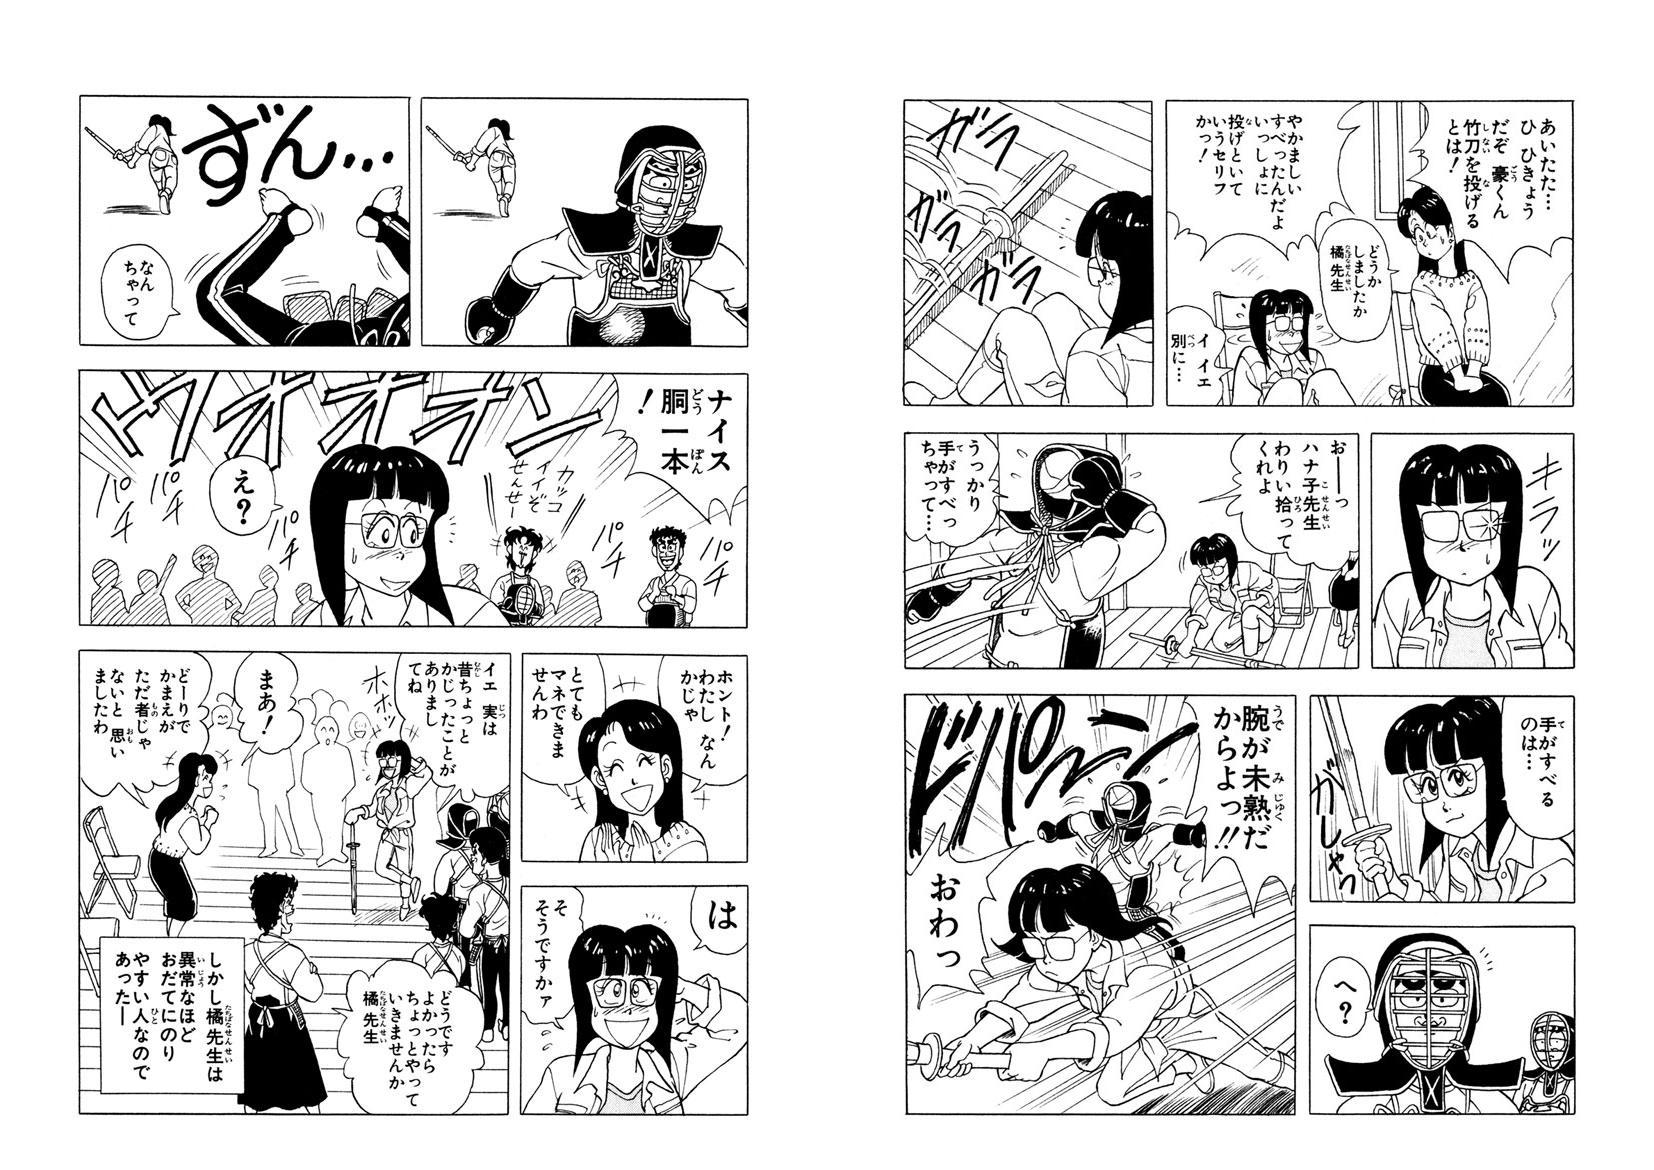 あいたた…
ひ ひきょう
だぞ 豪くん
竹刀を投げる
とは！
やかましい
すべったんだよ
いっしょに
投げといて
いうセリフ
かっ！
どうか
しましたか
橘先生
イ イエ
別に…
ガラ
ガラ
ガラ
キラッ
おーっ
ハナ子先生
わりい拾って
くれよ
うっかり
手がすべっ
ちゃって…
手がすべる
のは…
がしゃっ
へ？
腕が未熟だ
からよっ!!
ドパーン
おわっ
ずん…
なん
ちゃって
ナイス
胴一本
！
ドワオオオオン
カッコ
イイぞ
せんせー
え？
パチ
パチ
パチ
パチ
ホント！
わたし なん
かじゃ
とても
マネできま
せんわ
は
そ
そうですかァ
イエ 実は
昔ちょっと
かじったことが
ありまし
てね
ホホッ
まあ！
どーりで
かまえが
ただ者じゃ
ないと 思い
ましたわ
どうです
よかったら
ちょっとやって
いきませんか
橘先生
しかし橘先生は
異常なほど
おだてにのり
やすい人なので
あった―